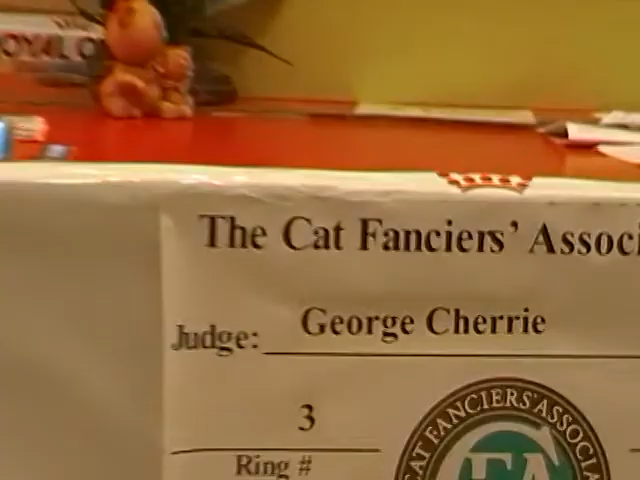 The Cat Fanciers' Associ
Judge: George Cherrie
3
Ring #
CAT FANCIERS' ASSOCIA